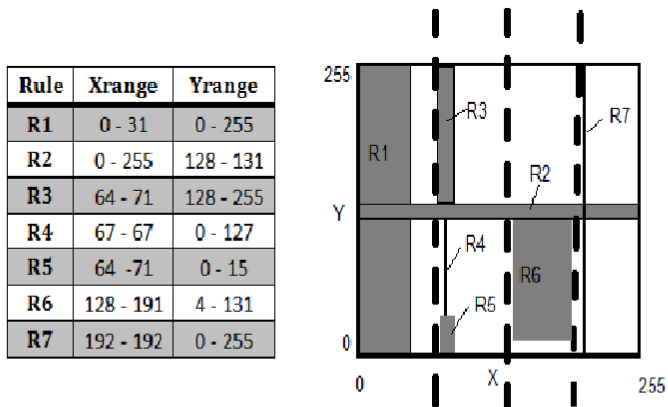 Rule Xrange Yrange
R1 0 - 31 0 - 255
R2 0 - 255 128 - 131
R3 64 - 71 128 - 255
R4 67 - 67 0 - 127
R5 64 -71 0 - 15
R6 128 - 191 4 - 131
R7 192 - 192 0 - 255
255
R3
R7
R1
R2
Y
R4
R6
R5
0
0
X
255